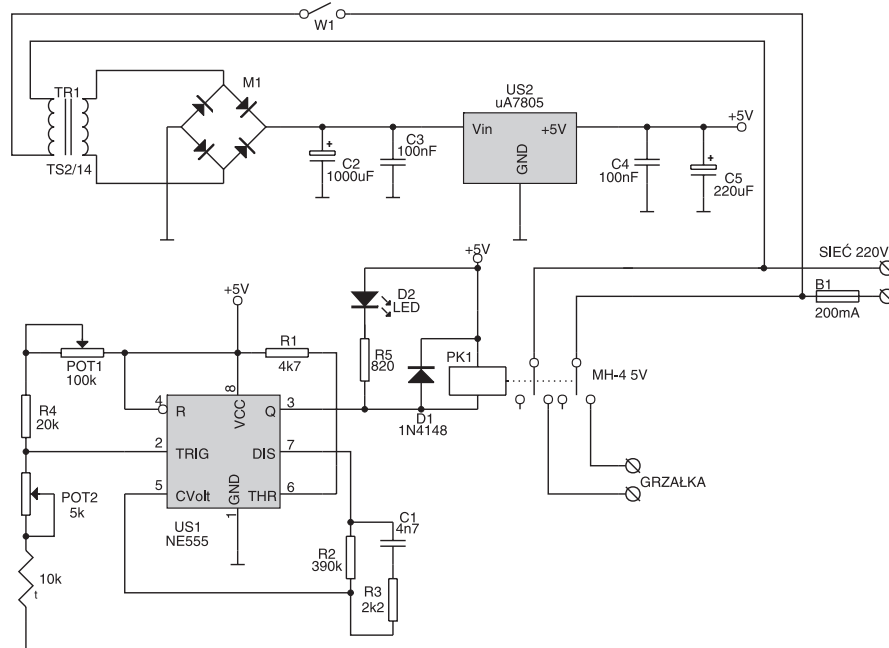 W1
TR1
TS2/14
M1
C2
1000uF
C3
100nF
US2
uA7805
Vin
+5V
GND
C4
100nF
C5
220uF
+5V
SIEĆ 220V
B1
200mA
+5V
POT1
100k
R1
4k7
D2
LED
R5
820
+5V
PK1
MH-4 5V
D1
1N4148
R4
20k
4
R
8
VCC
Q
3
2
TRIG
DIS
7
5
CVolt
GND
1
THR
6
US1
NE555
POT2
5k
10k
t
R2
390k
C1
4n7
R3
2k2
GRZAŁKA